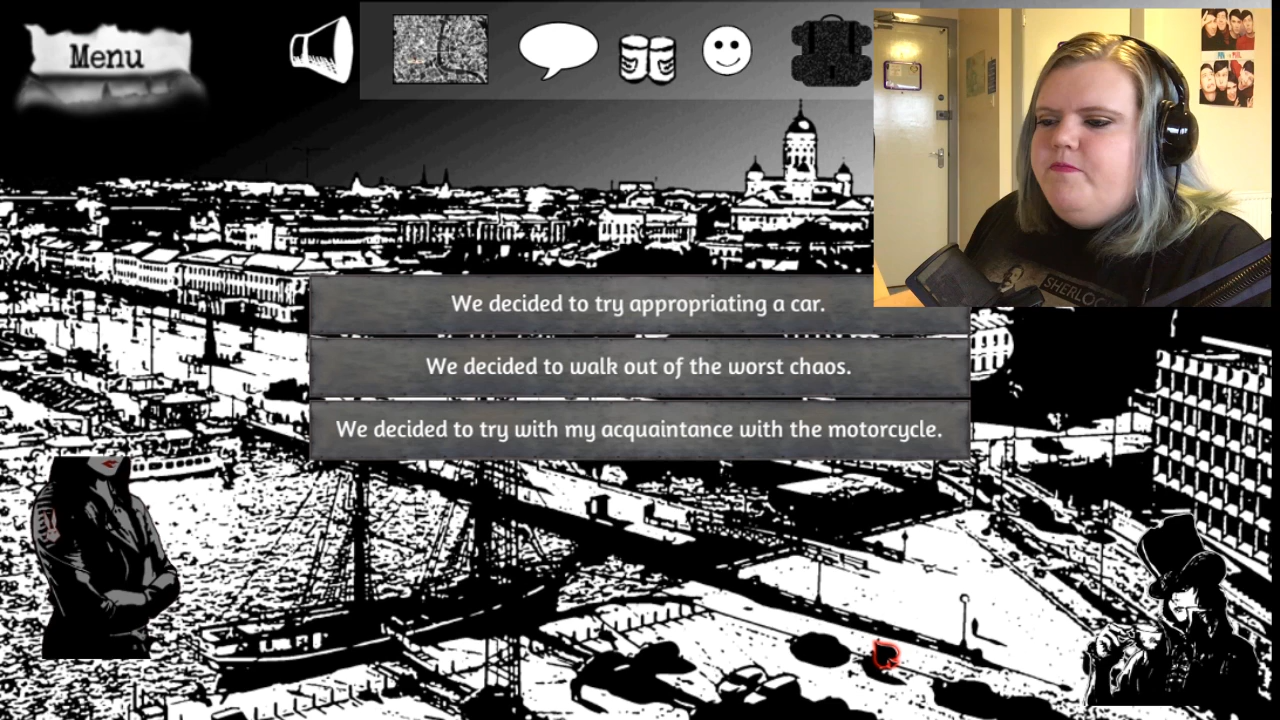 Menu
We decided to try appropriating a car.
We decided to walk out of the worst chaos.
We decided to try with my acquaintance with the motorcycle.